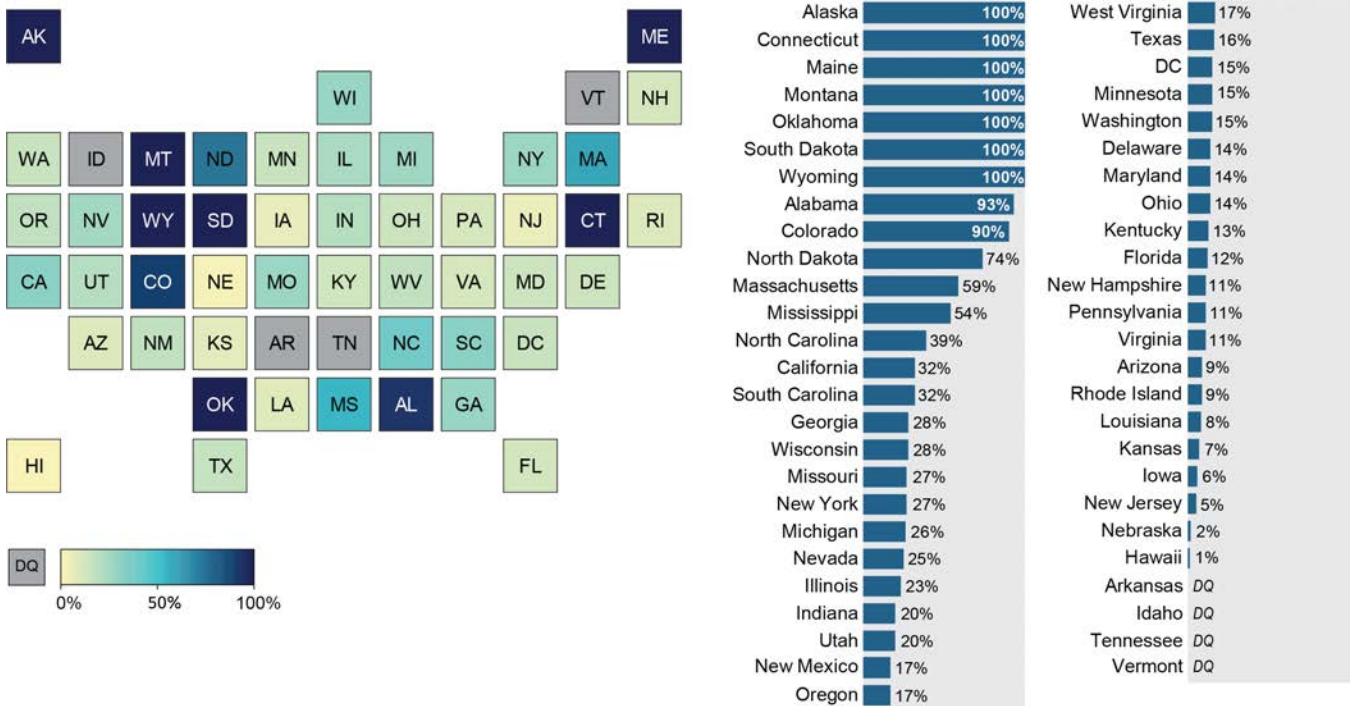 AK ME
WI VT NH
WA ID MT ND MN IL MI NY MA
OR NV WY SD IA IN OH PA NJ CT RI
CA UT CO NE MO KY WV VA MD DE
AZ NM KS AR TN NC SC DC
OK LA MS AL GA
HI TX FL
DQ
0% 50% 100%
Alaska 100%
Connecticut 100%
Maine 100%
Montana 100%
Oklahoma 100%
South Dakota 100%
Wyoming 100%
Alabama 93%
Colorado 90%
North Dakota 74%
Massachusetts 59%
Mississippi 54%
North Carolina 39%
California 32%
South Carolina 32%
Georgia 28%
Wisconsin 28%
Missouri 27%
New York 27%
Michigan 26%
Nevada 25%
Illinois 23%
Indiana 20%
Utah 20%
New Mexico 17%
Oregon 17%
West Virginia 17%
Texas 16%
DC 15%
Minnesota 15%
Washington 15%
Delaware 14%
Maryland 14%
Ohio 14%
Kentucky 13%
Florida 12%
New Hampshire 11%
Pennsylvania 11%
Virginia 11%
Arizona 9%
Rhode Island 9%
Louisiana 8%
Kansas 7%
Iowa 6%
New Jersey 5%
Nebraska 2%
Hawaii 1%
Arkansas DQ
Idaho DQ
Tennessee DQ
Vermont DQ